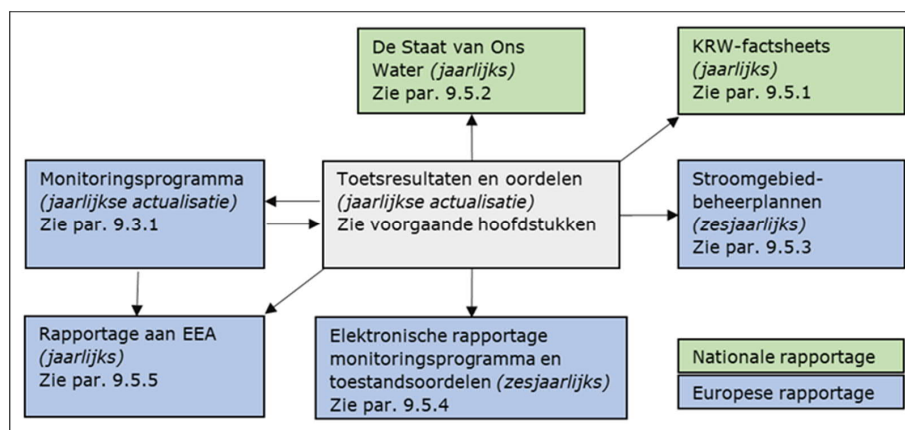 De Staat van Ons
Water (jaarlijks)
Zie par. 9.5.2
KRW-factsheets
(jaarlijks)
Zie par. 9.5.1
Monitoringsprogramma
(jaarlijkse actualisatie)
Zie par. 9.3.1
Toetsresultaten en oordelen
(jaarlijkse actualisatie)
Zie voorgaande hoofdstukken
Stroomgebied-
beheerplannen
(zesjaarlijks)
Zie par. 9.5.3
Rapportage aan EEA
(jaarlijks)
Zie par. 9.5.5
Elektronische rapportage
monitoringsprogramma en
toestandsoordelen (zesjaarlijks)
Zie par. 9.5.4
Nationale rapportage
Europese rapportage